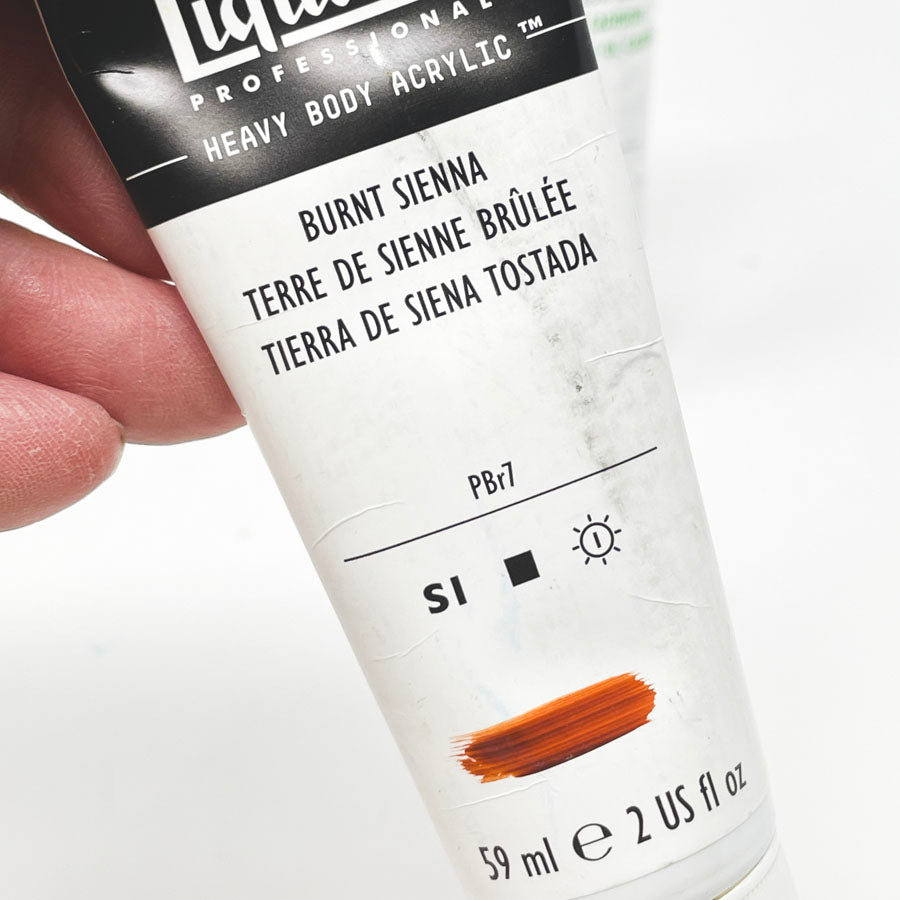 PROFESSIONAL
HEAVY BODY ACRYLIC™
BURNT SIENNA
TERRE DE SIENNE BRÛLÉE
TIERRA DE SIENA TOSTADA
PBr7
S1 I
59 ml ℮ 2 US fl oz